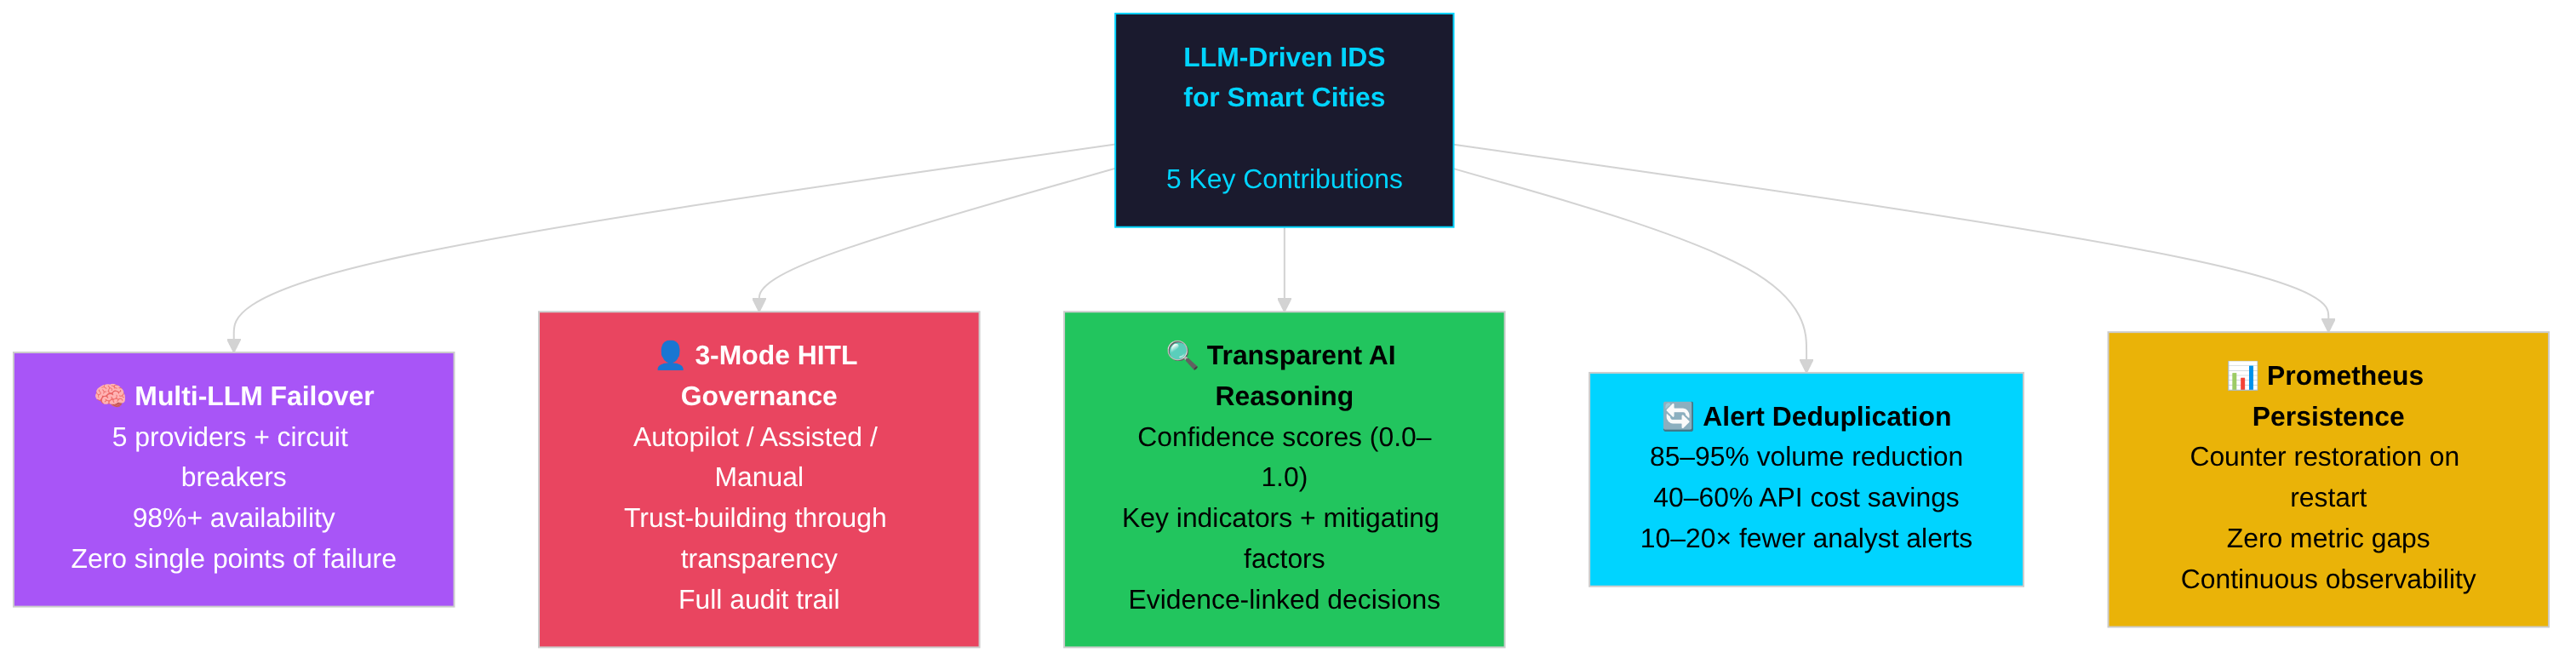 LLM-Driven IDS
for Smart Cities
5 Key Contributions
🧠 Multi-LLM Failover
5 providers + circuit
breakers
98%+ availability
Zero single points of failure
👤 3-Mode HITL
Governance
Autopilot / Assisted /
Manual
Trust-building through
transparency
Full audit trail
🔍 Transparent AI
Reasoning
Confidence scores (0.0–
1.0)
Key indicators + mitigating
factors
Evidence-linked decisions
🔄 Alert Deduplication
85–95% volume reduction
40–60% API cost savings
10–20× fewer analyst alerts
📊 Prometheus
Persistence
Counter restoration on
restart
Zero metric gaps
Continuous observability